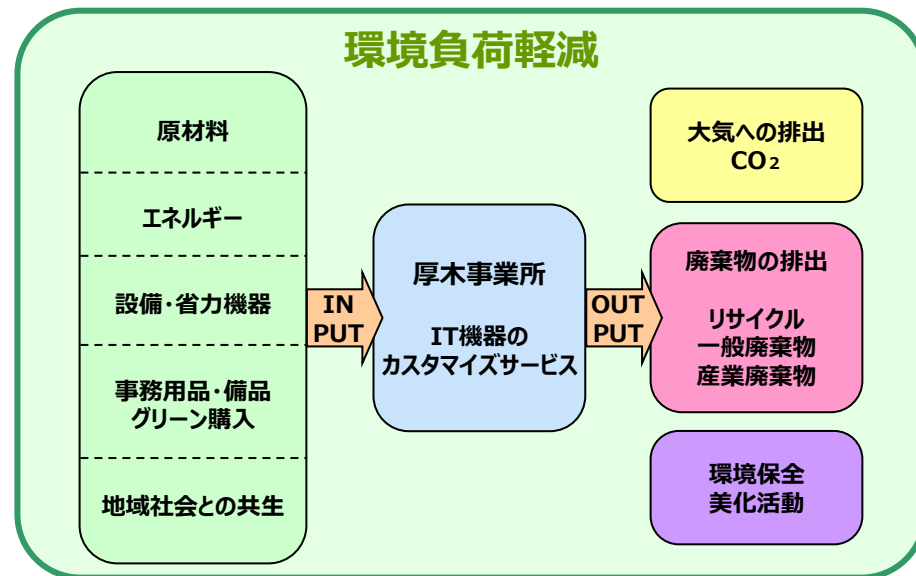 環境負荷軽減
原材料
エネルギー
設備・省力機器
事務用品・備品
グリーン購入
地域社会との共生
IN
PUT
厚木事業所
IT機器の
カスタマイズサービス
OUT
PUT
大気への排出
CO₂
廃棄物の排出
リサイクル
一般廃棄物
産業廃棄物
環境保全
美化活動